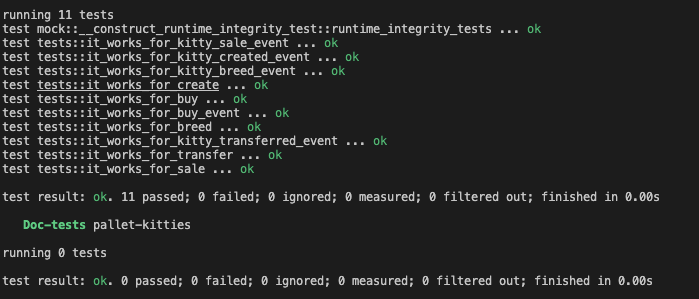 running 11 tests
test mock::__construct_runtime_integrity_test::runtime_integrity_tests ... ok
test tests::it_works_for_kitty_sale_event ... ok
test tests::it_works_for_kitty_created_event ... ok
test tests::it_works_for_kitty_breed_event ... ok
test tests::it_works_for_create ... ok
test tests::it_works_for_buy ... ok
test tests::it_works_for_buy_event ... ok
test tests::it_works_for_breed ... ok
test tests::it_works_for_kitty_transferred_event ... ok
test tests::it_works_for_transfer ... ok
test tests::it_works_for_sale ... ok
test result: ok. 11 passed; 0 failed; 0 ignored; 0 measured; 0 filtered out; finished in 0.00s
Doc-tests pallet-kitties
running 0 tests
test result: ok. 0 passed; 0 failed; 0 ignored; 0 measured; 0 filtered out; finished in 0.00s